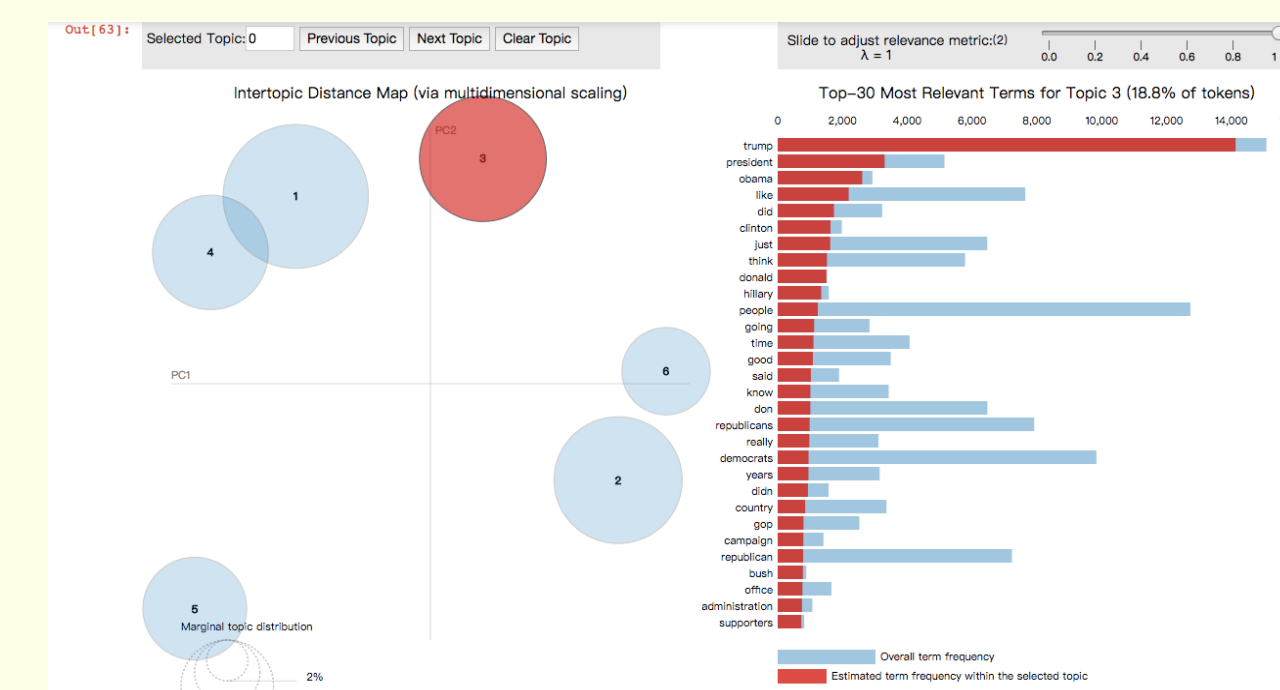 Out[63]:
Selected Topic: 0 Previous Topic Next Topic Clear Topic
Slide to adjust relevance metric:(2)
λ = 1
0.0 0.2 0.4 0.6 0.8 1
Intertopic Distance Map (via multidimensional scaling)
PC2
PC1
1
2
3
4
5
6
Marginal topic distribution
2%
Top-30 Most Relevant Terms for Topic 3 (18.8% of tokens)
0 2,000 4,000 6,000 8,000 10,000 12,000 14,000
trump
president
obama
like
did
clinton
just
think
donald
hillary
people
going
time
good
said
know
don
republicans
really
democrats
years
didn
country
gop
campaign
republican
bush
office
administration
supporters
Overall term frequency
Estimated term frequency within the selected topic